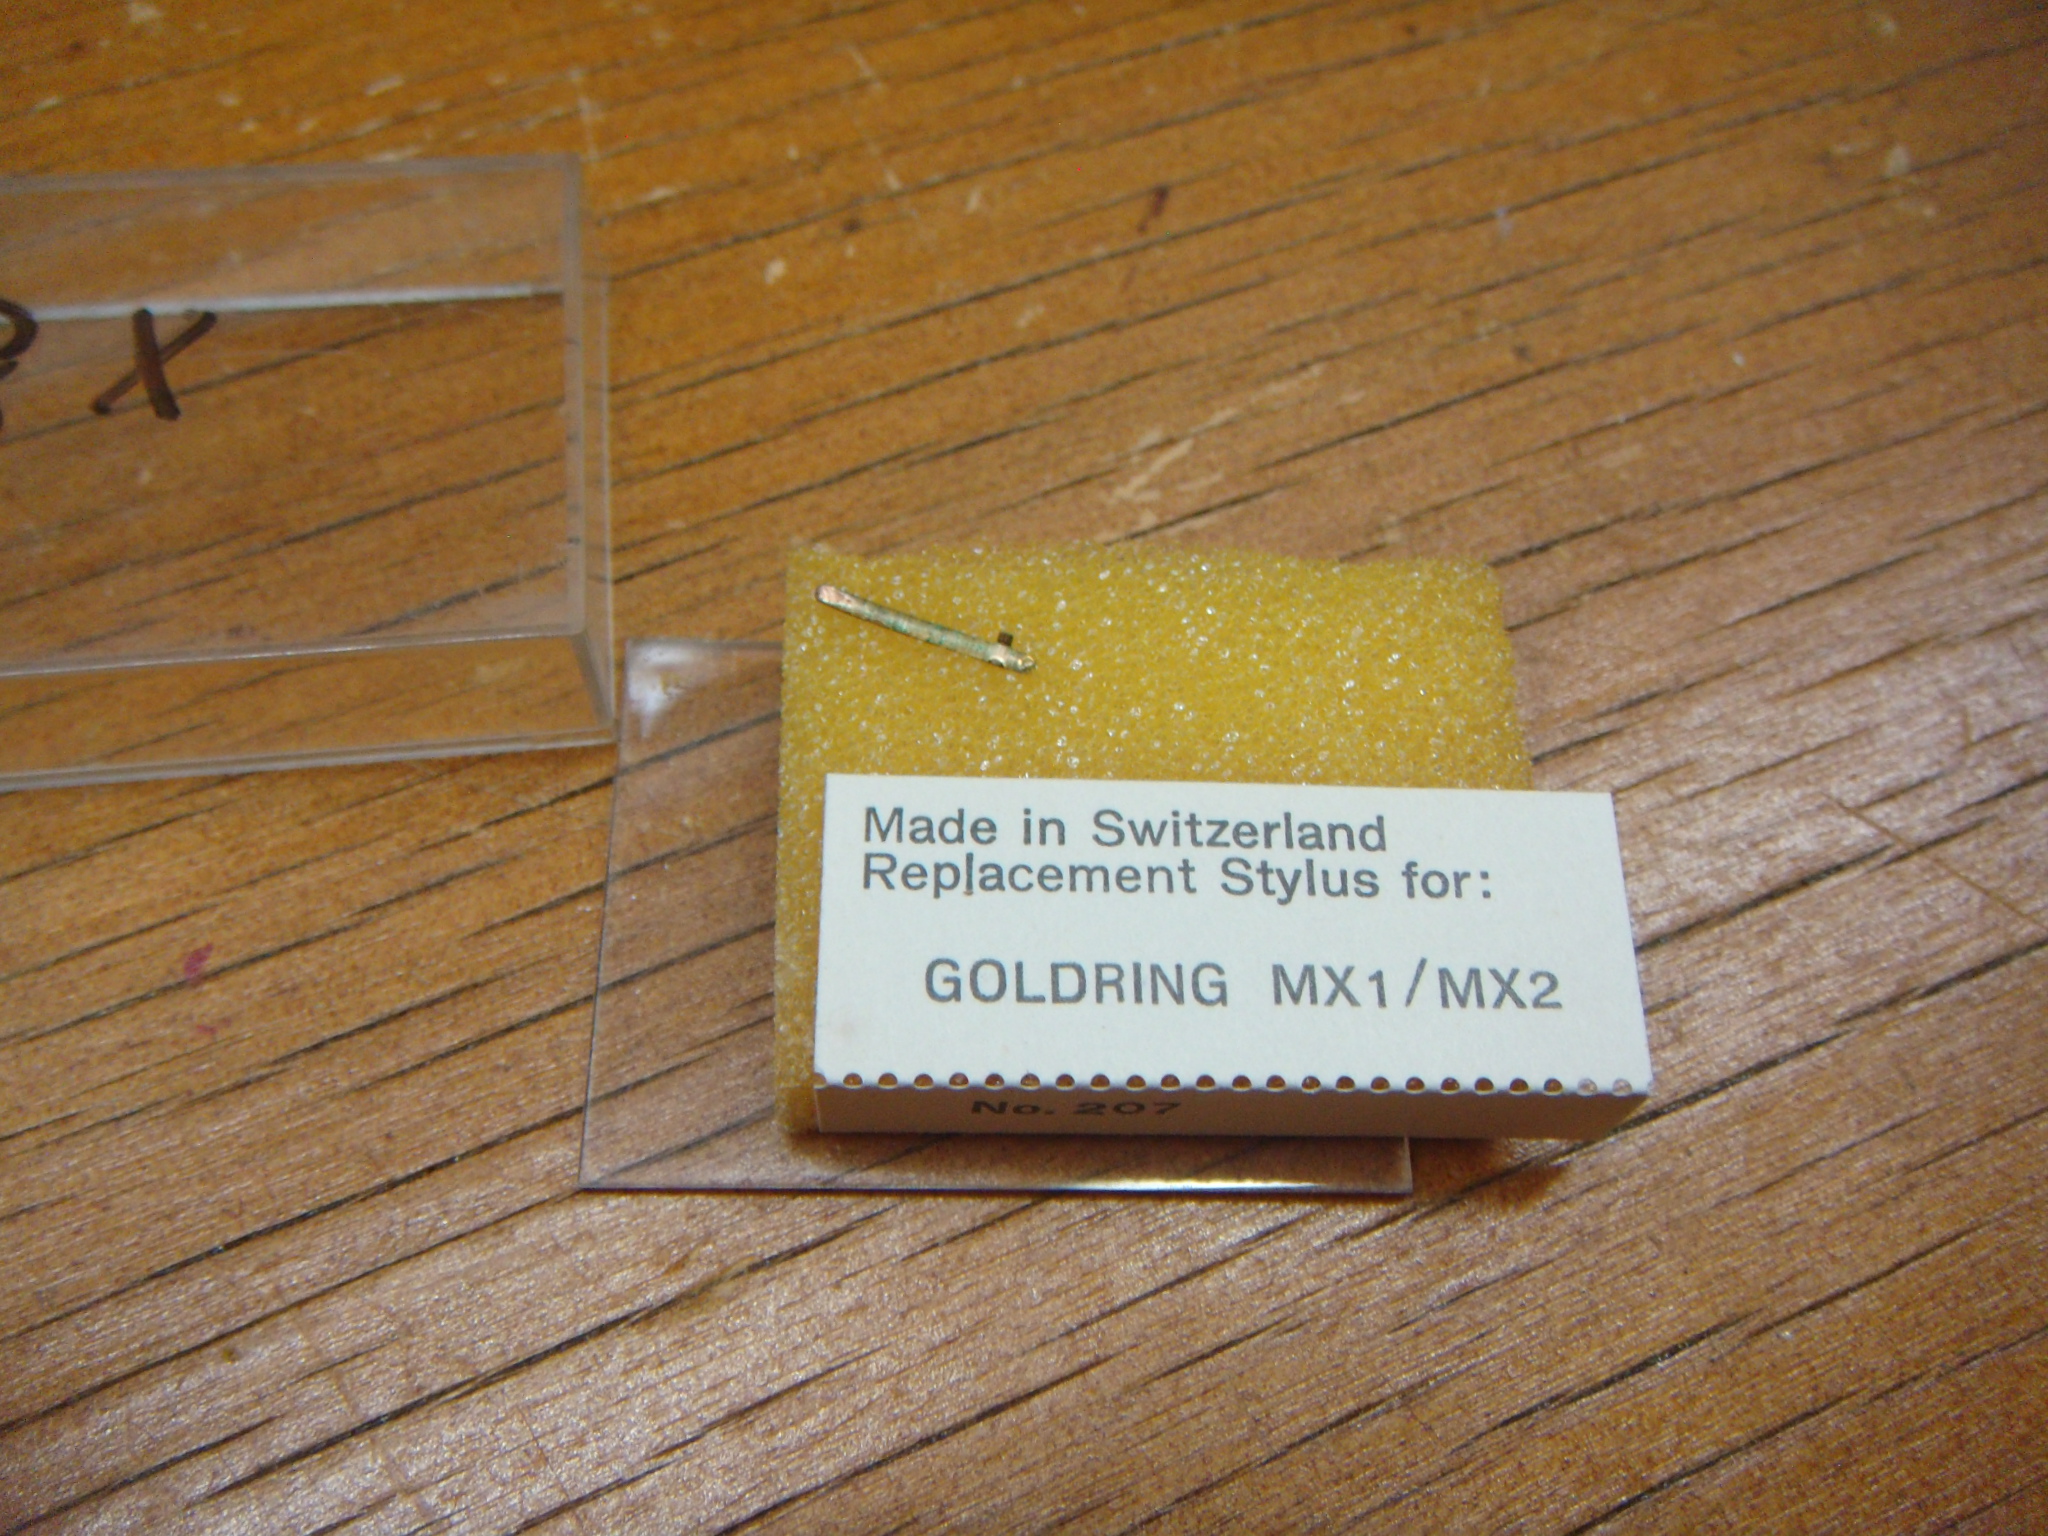 X
Made in Switzerland
Replacement Stylus for:
GOLDRING MX1/MX2
No. 207